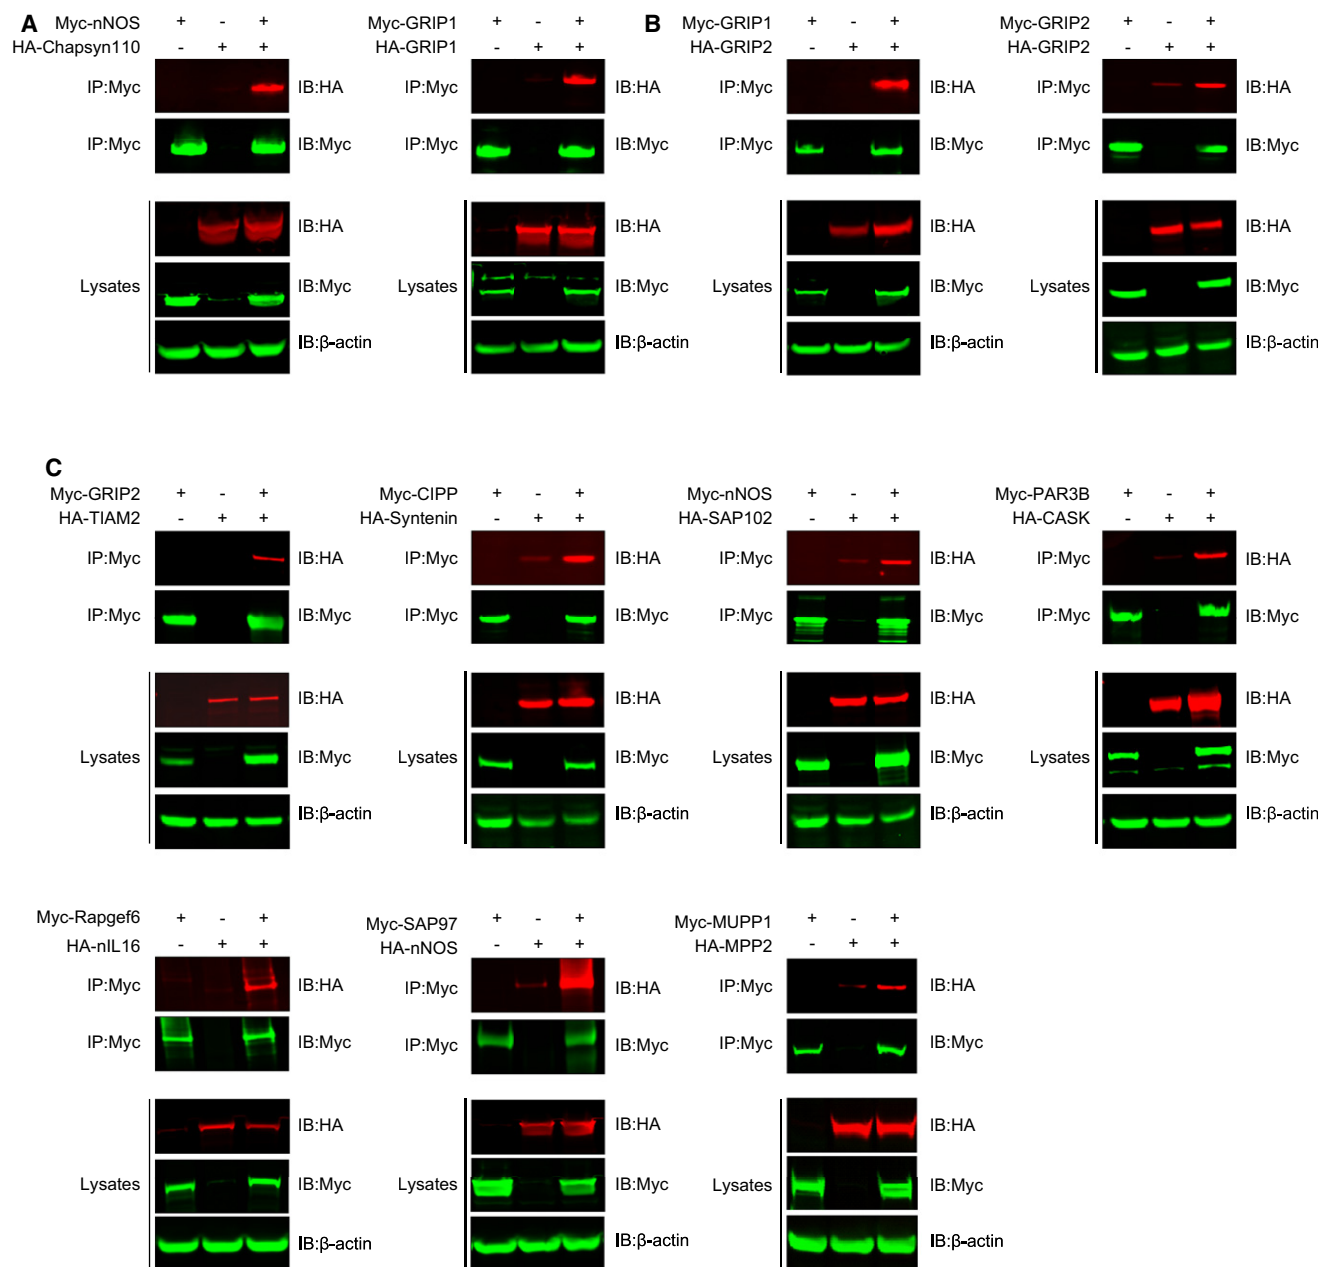 A
Myc-nNOS + - +
HA-Chapsyn110 - + +
IP:Myc IB:HA
IP:Myc IB:Myc
Lysates
IB:HA
IB:Myc
IB:β-actin
Myc-GRIP1 + - +
HA-GRIP1 - + +
IP:Myc IB:HA
IP:Myc IB:Myc
Lysates
IB:HA
IB:Myc
IB:β-actin
B
Myc-GRIP1 + - +
HA-GRIP2 - + +
IP:Myc IB:HA
IP:Myc IB:Myc
Lysates
IB:HA
IB:Myc
IB:β-actin
Myc-GRIP2 + - +
HA-GRIP2 - + +
IP:Myc IB:HA
IP:Myc IB:Myc
Lysates
IB:HA
IB:Myc
IB:β-actin
C
Myc-GRIP2 + - +
HA-TIAM2 - + +
IP:Myc IB:HA
IP:Myc IB:Myc
Lysates
IB:HA
IB:Myc
IB:β-actin
Myc-CIPP + - +
HA-Syntenin - + +
IP:Myc IB:HA
IP:Myc IB:Myc
Lysates
IB:HA
IB:Myc
IB:β-actin
Myc-nNOS + - +
HA-SAP102 - + +
IP:Myc IB:HA
IP:Myc IB:Myc
Lysates
IB:HA
IB:Myc
IB:β-actin
Myc-PAR3B + - +
HA-CASK - + +
IP:Myc IB:HA
IP:Myc IB:Myc
Lysates
IB:HA
IB:Myc
IB:β-actin
Myc-Rapgef6 + - +
HA-nIL16 - + +
IP:Myc IB:HA
IP:Myc IB:Myc
Lysates
IB:HA
IB:Myc
IB:β-actin
Myc-SAP97 + - +
HA-nNOS - + +
IP:Myc IB:HA
IP:Myc IB:Myc
Lysates
IB:HA
IB:Myc
IB:β-actin
Myc-MUPP1 + - +
HA-MPP2 - + +
IP:Myc IB:HA
IP:Myc IB:Myc
Lysates
IB:HA
IB:Myc
IB:β-actin